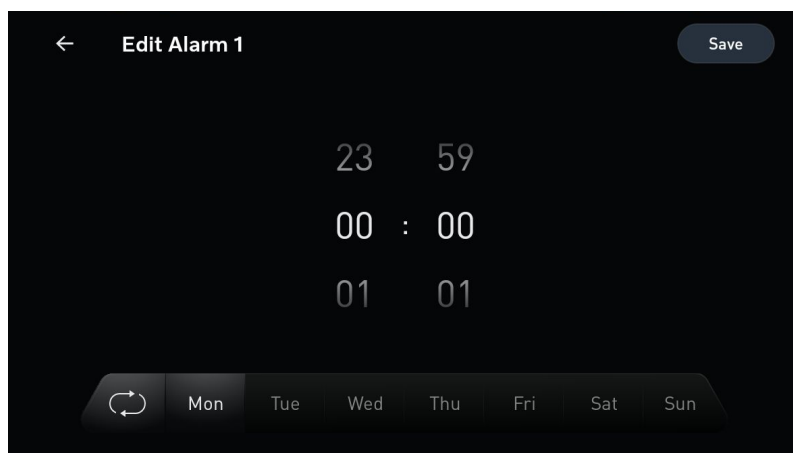 Edit Alarm 1
Save
23 59
00 : 00
01 01
Mon Tue Wed Thu Fri Sat Sun